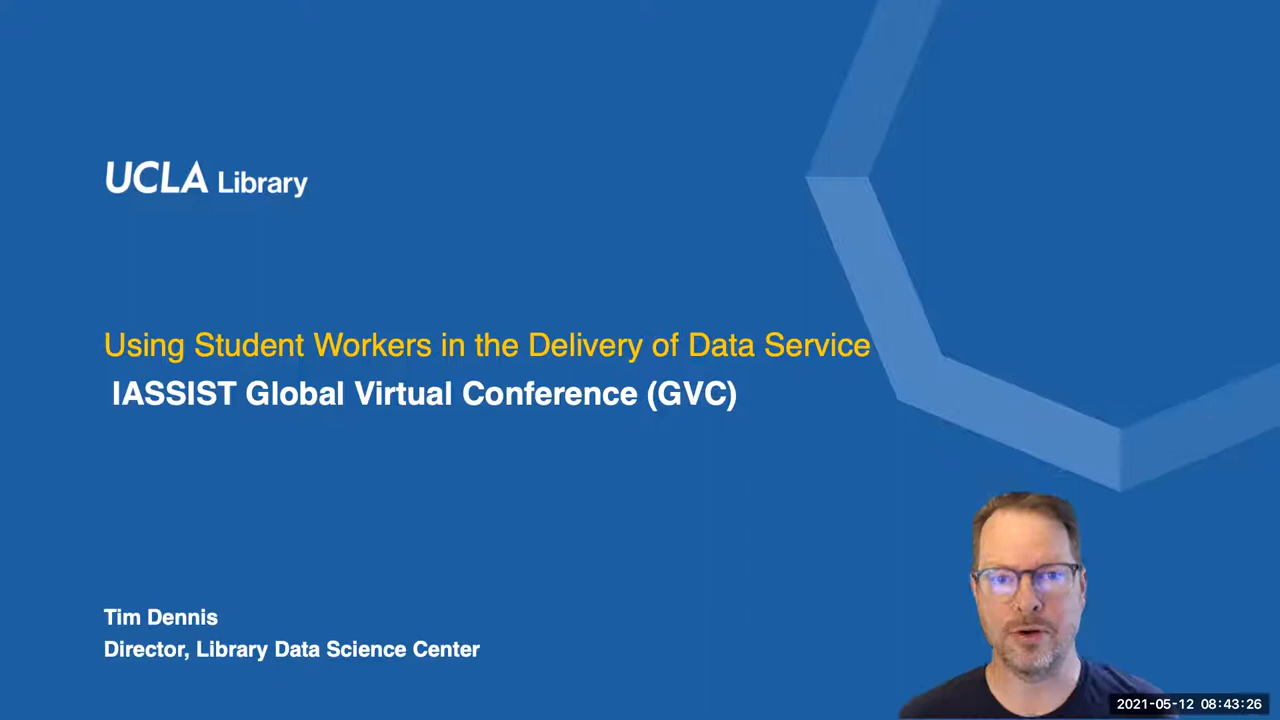 UCLA Library
Using Student Workers in the Delivery of Data Service
IASSIST Global Virtual Conference (GVC)
Tim Dennis
Director, Library Data Science Center
2021-05-12 08:43:26